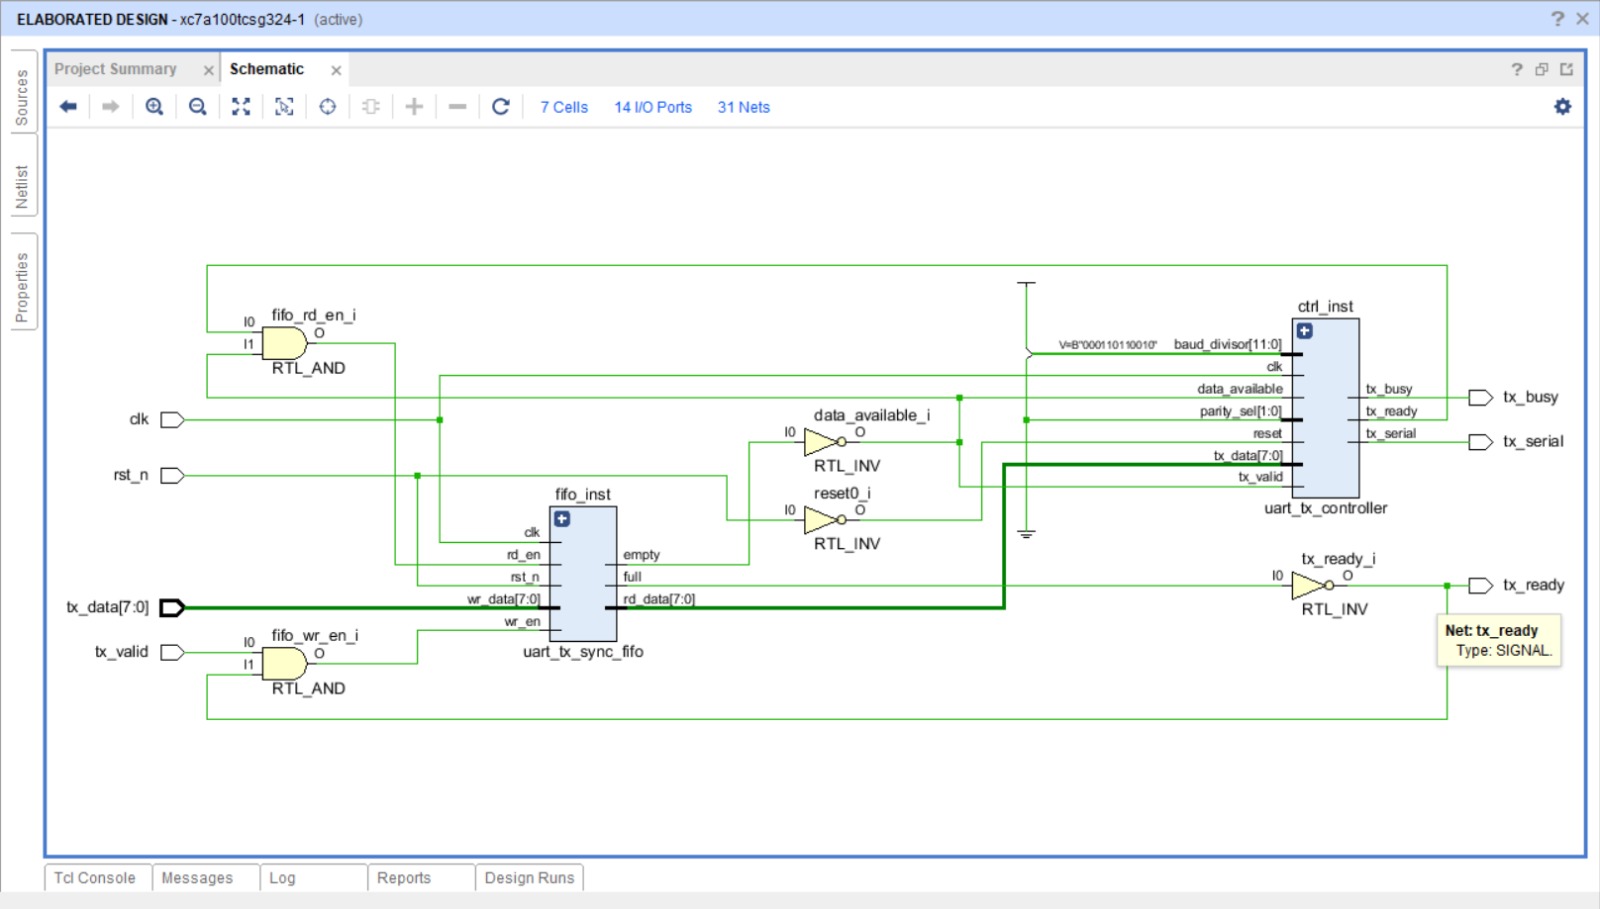 ELABORATED DESIGN - xc7a100tcsg324-1 (active)
Sources
Netlist
Properties
Project Summary
Schematic
7 Cells
14 I/O Ports
31 Nets
fifo_rd_en_i
I0
I1
O
RTL_AND
clk
rst_n
tx_data[7:0]
tx_valid
fifo_wr_en_i
I0
I1
O
RTL_AND
fifo_inst
clk
rd_en
rst_n
wr_data[7:0]
wr_en
empty
full
rd_data[7:0]
uart_tx_sync_fifo
data_available_i
I0
O
RTL_INV
reset0_i
I0
O
RTL_INV
ctrl_inst
V=B"000110110010"
baud_divisor[11:0]
clk
data_available
parity_sel[1:0]
reset
tx_data[7:0]
tx_valid
tx_busy
tx_ready
tx_serial
uart_tx_controller
tx_busy
tx_serial
tx_ready_i
I0
O
RTL_INV
tx_ready
Net: tx_ready
Type: SIGNAL.
Tcl Console
Messages
Log
Reports
Design Runs